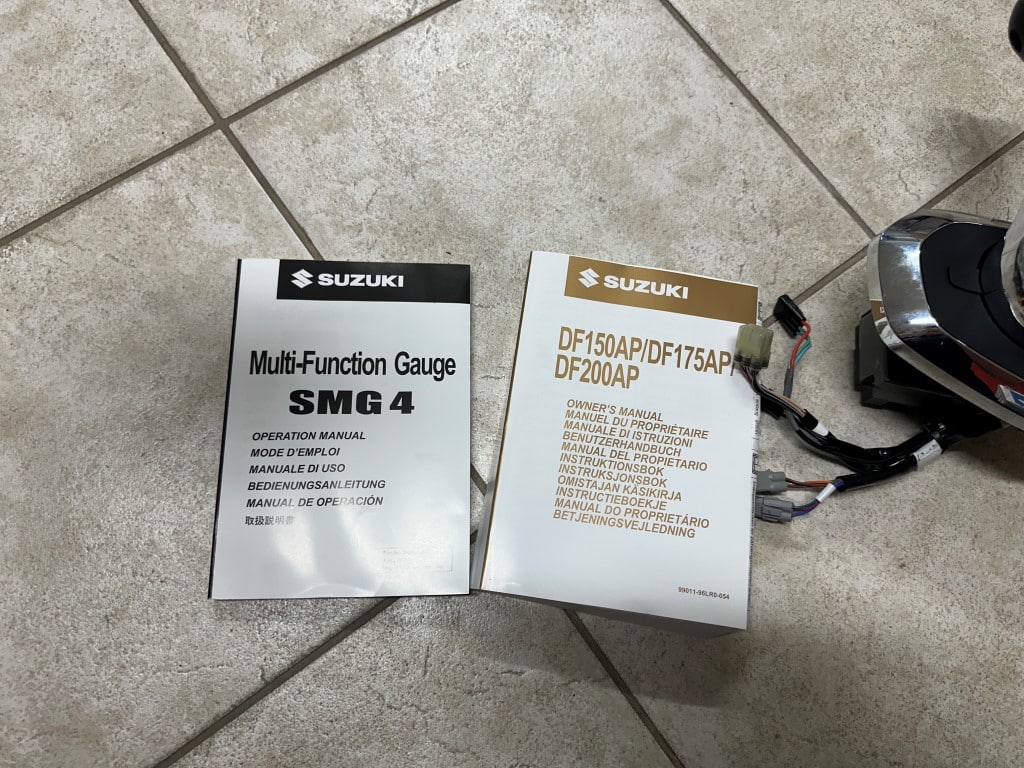 SUZUKI
Multi-Function Gauge
SMG4
OPERATION MANUAL
MODE D'EMPLOI
MANUALE DI USO
BEDIENUNGSANLEITUNG
MANUAL DE OPERACIÓN
取扱説明書
SUZUKI
DF150AP/DF175AP/
DF200AP
OWNER'S MANUAL
MANUEL DU PROPRIÉTAIRE
MANUALE DI ISTRUZIONI
BENUTZERHANDBUCH
MANUAL DEL PROPIETARIO
INSTRUKTIONSBOK
INSTRUKSJONSBOK
OMISTAJAN KÄSIKIRJA
INSTRUCTIEBOEKJE
MANUAL DO PROPRIETÁRIO
BETJENINGSVEJLEDNING
99011-96LR0-054